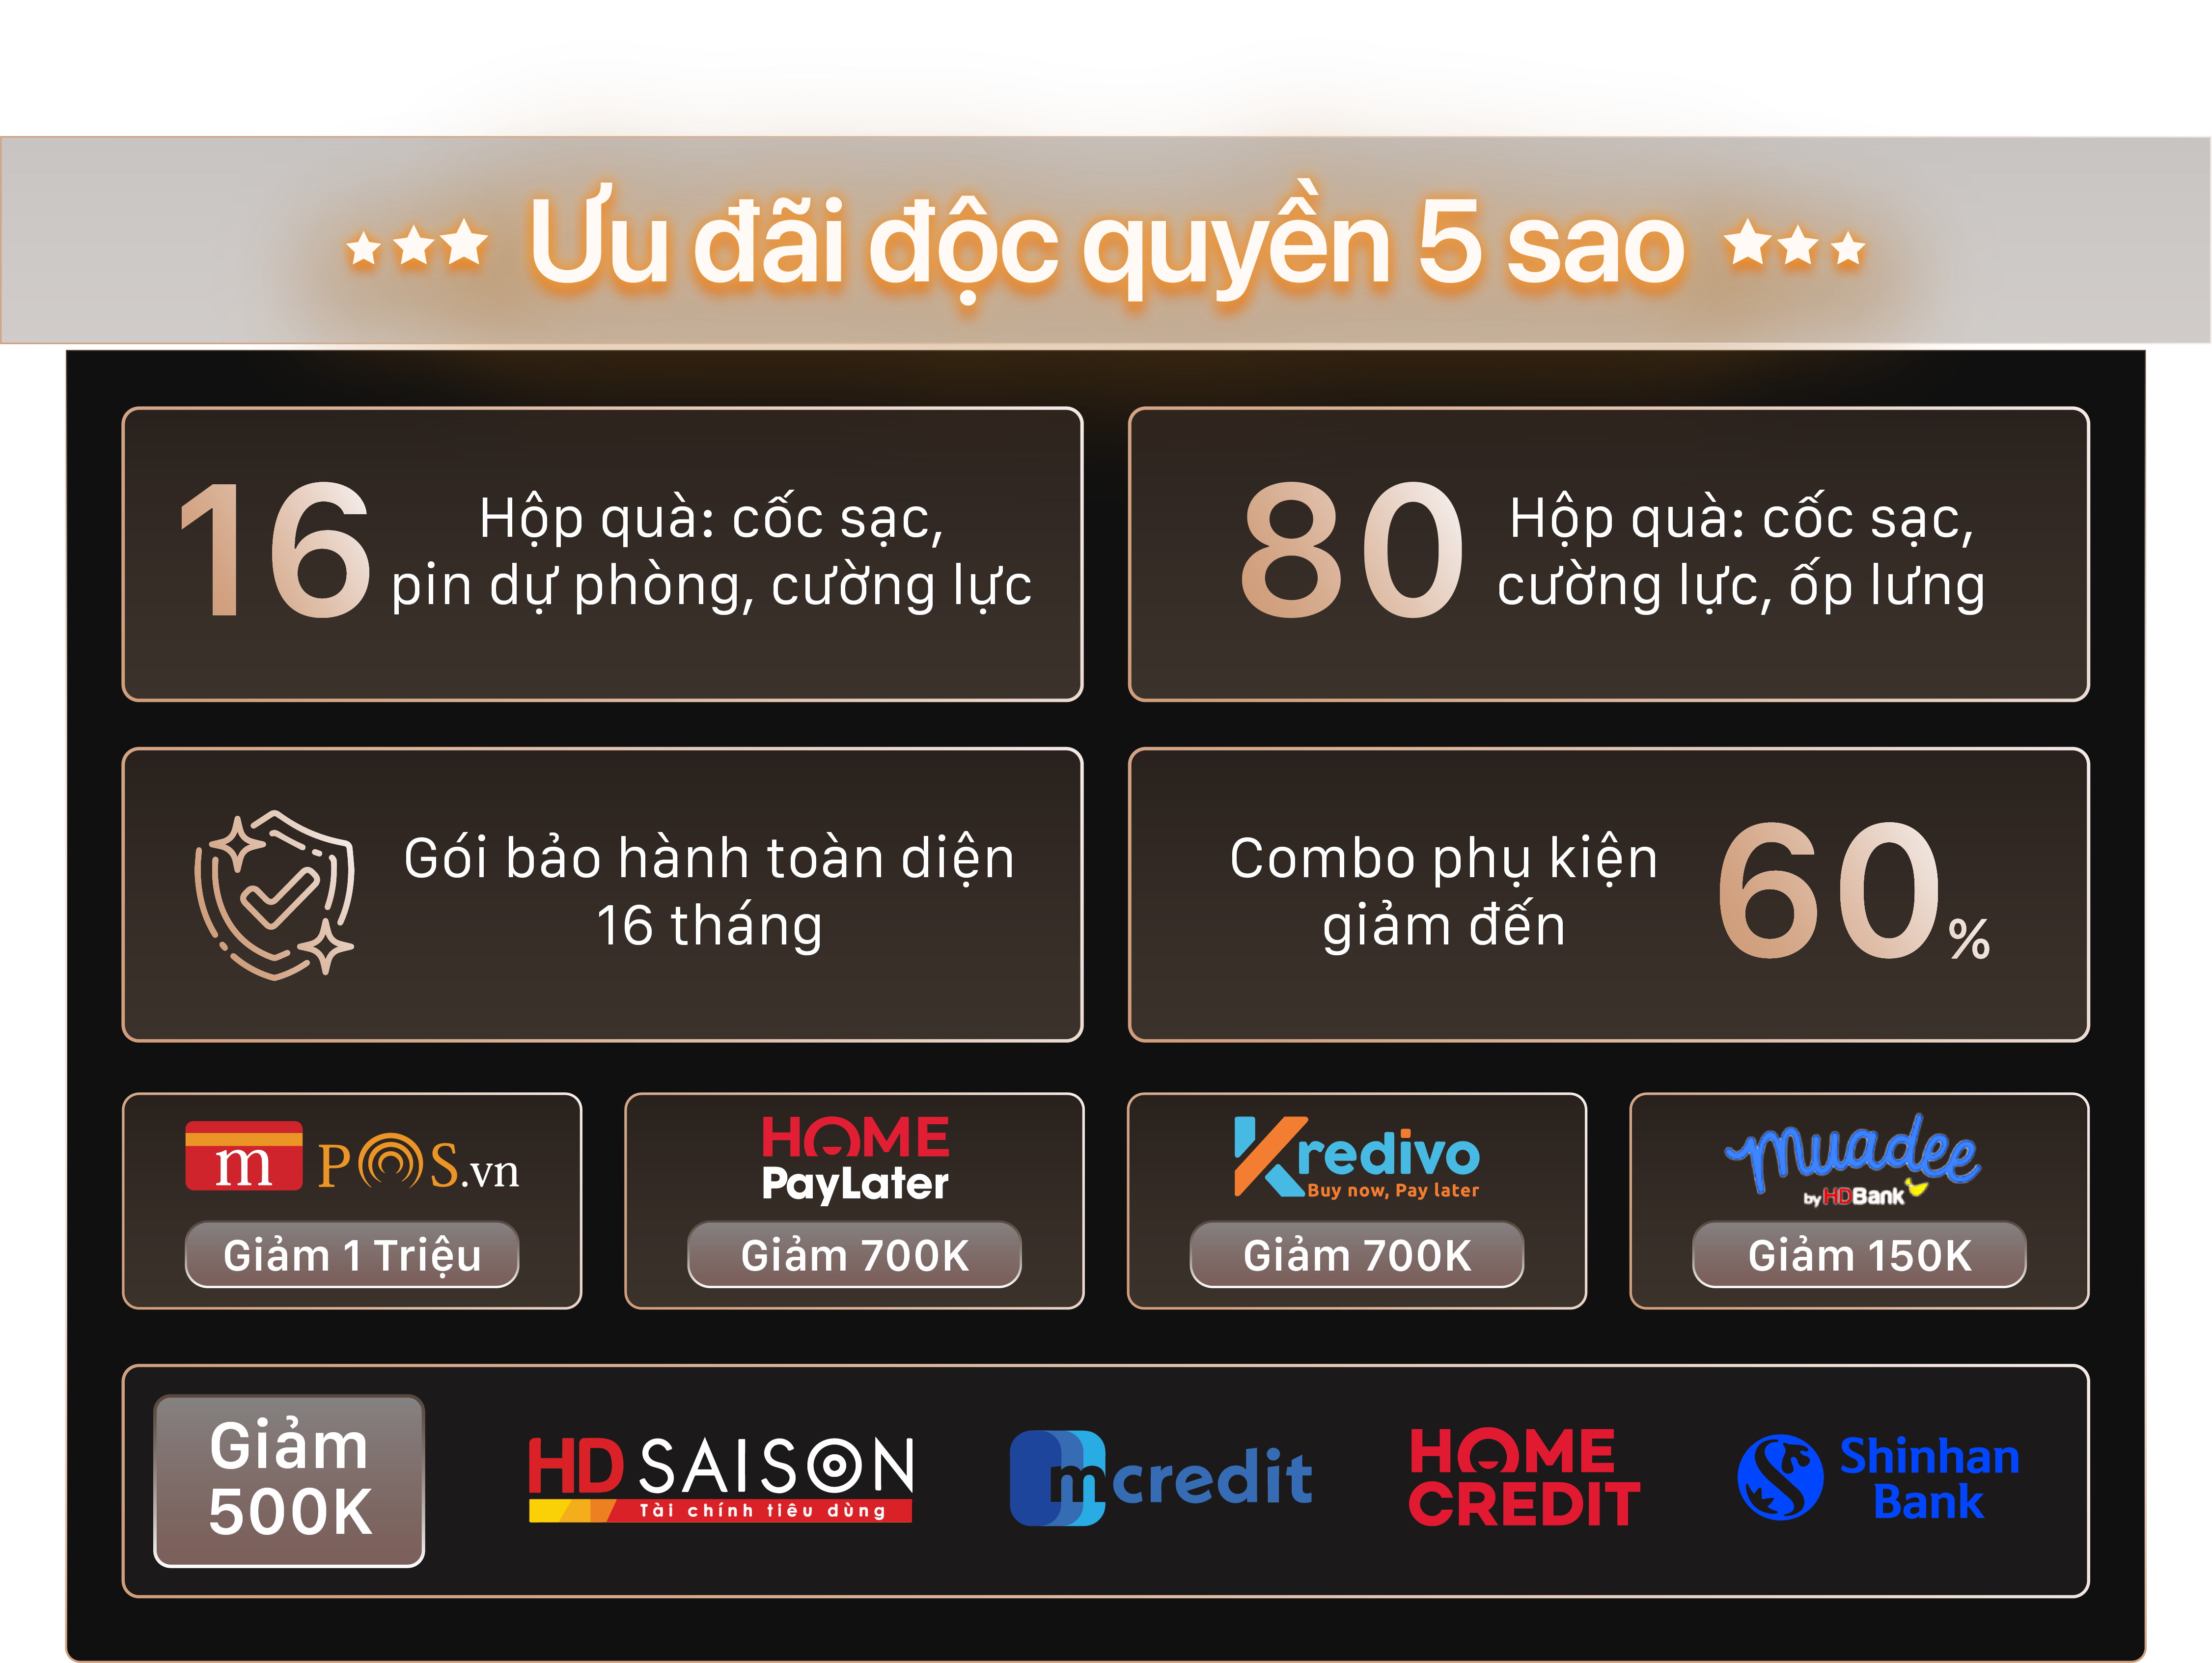 Ưu đãi độc quyền 5 sao
16
Hộp quà: cốc sạc,
pin dự phòng, cường lực
80
Hộp quà: cốc sạc,
cường lực, ốp lưng
Gói bảo hành toàn diện
16 tháng
Combo phụ kiện
giảm đến
60%
mPOS.vn
Giảm 1 Triệu
HOME
PayLater
Giảm 700K
Kredivo
Buy now, Pay later
Giảm 700K
muadee
by HDBank
Giảm 150K
Giảm
500K
HD SAISON
Tài chính tiêu dùng
mcredit
HOME
CREDIT
Shinhan
Bank